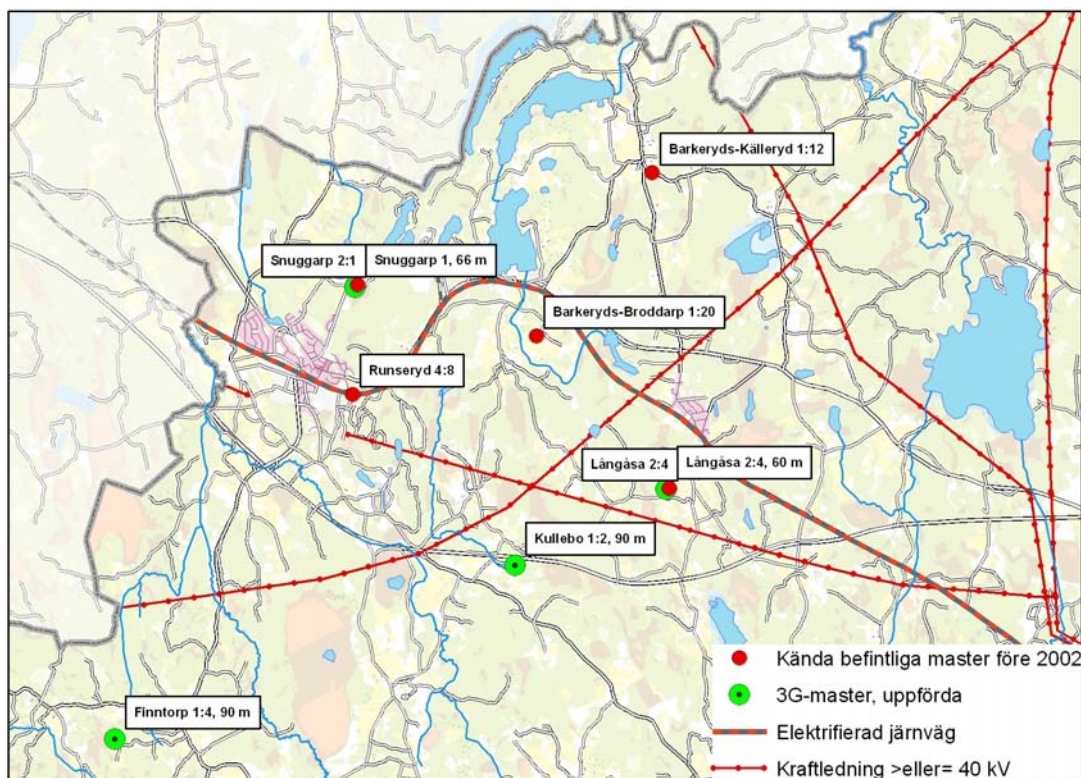 Barkeryds-Källeryd 1:12
Snuggarp 2:1
Snuggarp 1, 66 m
Barkeryds-Broddarp 1:20
Runseryd 4:8
Långåsa 2:4
Långåsa 2:4, 60 m
Kullebo 1:2, 90 m
Finntorp 1:4, 90 m
Kända befintliga master före 2002
3G-master, uppförda
Elektrifierad järnväg
Kraftledning >eller= 40 kV